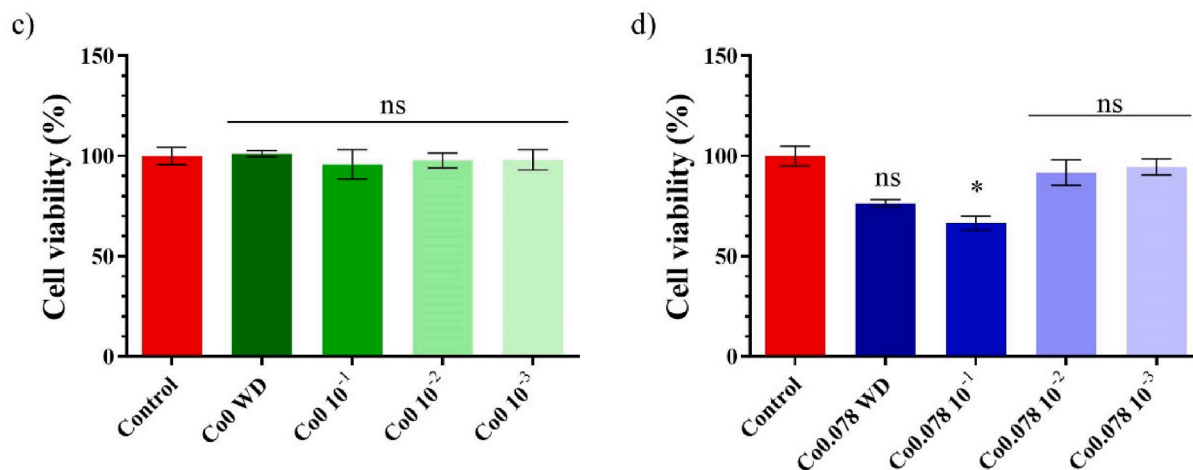 c)
Cell viability (%)
150
100
50
0
ns
Control
Co0 WD
Co0 10⁻¹
Co0 10⁻²
Co0 10⁻³
d)
Cell viability (%)
150
100
50
0
ns
*
ns
Control
Co0.078 WD
Co0.078 10⁻¹
Co0.078 10⁻²
Co0.078 10⁻³